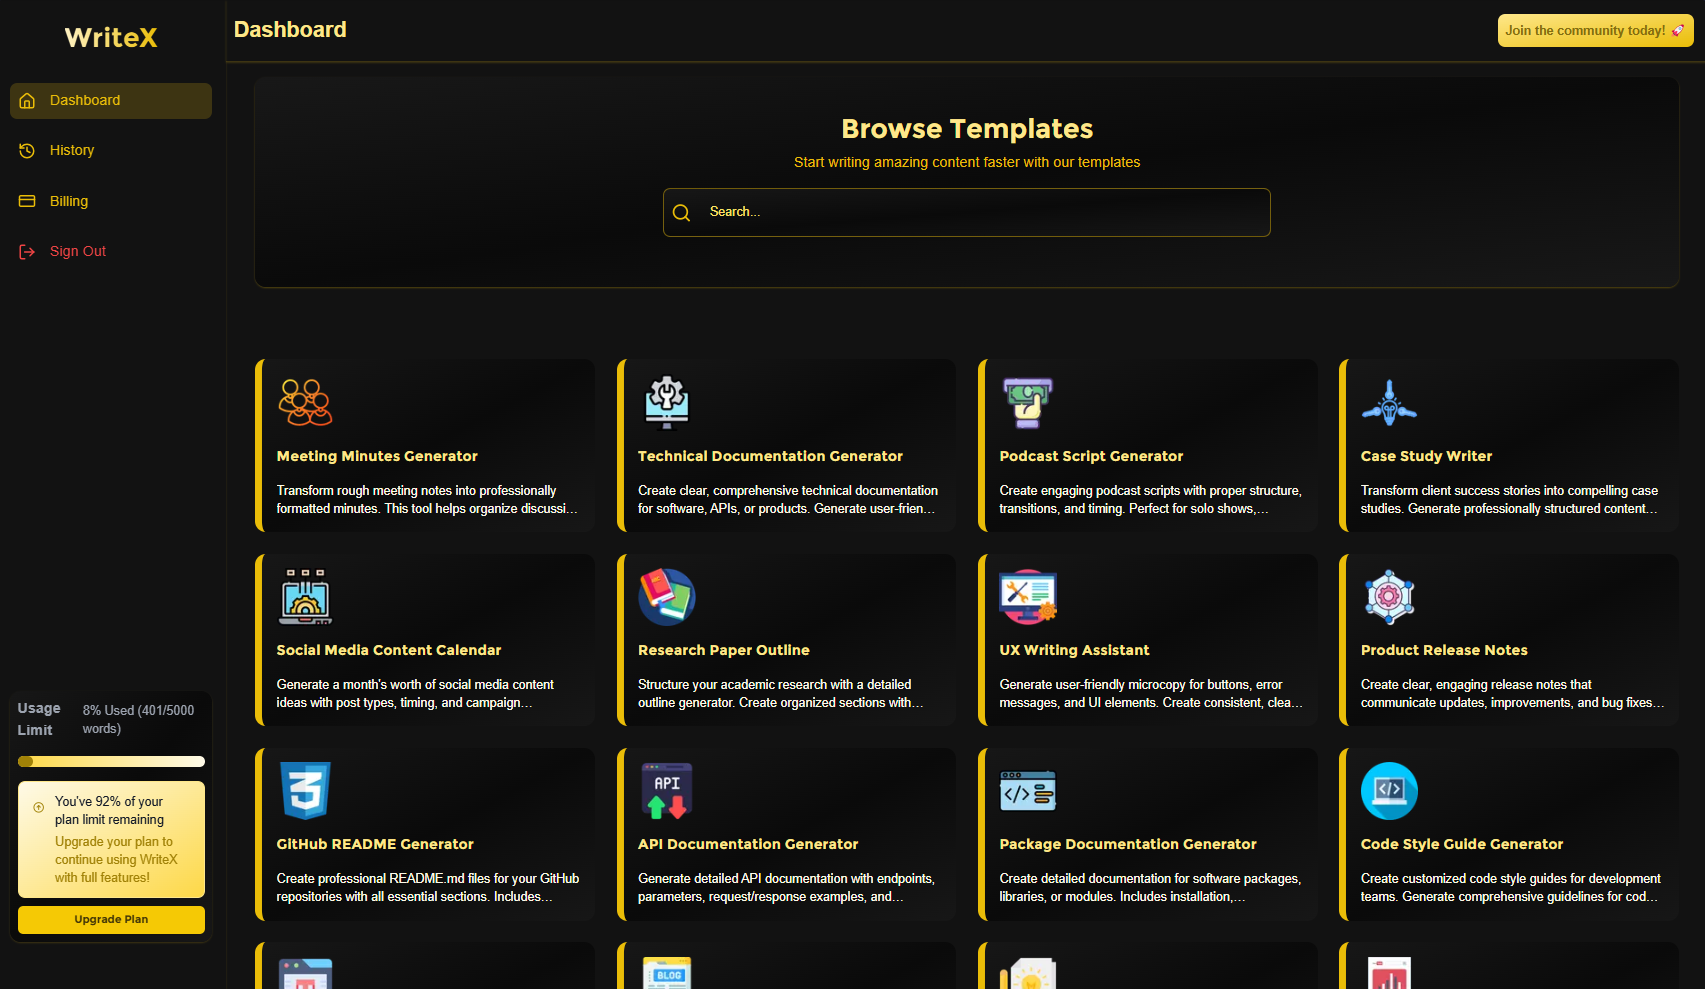 WriteX
Dashboard
History
Billing
Sign Out
Usage
Limit
8% Used (401/5000
words)
You've 92% of your
plan limit remaining
Upgrade your plan to
continue using WriteX
with full features!
Upgrade Plan
Dashboard
Join the community today! 🚀
Browse Templates
Start writing amazing content faster with our templates
Search...
Meeting Minutes Generator
Transform rough meeting notes into professionally
formatted minutes. This tool helps organize discussi...
Technical Documentation Generator
Create clear, comprehensive technical documentation
for software, APIs, or products. Generate user-frien...
Podcast Script Generator
Create engaging podcast scripts with proper structure,
transitions, and timing. Perfect for solo shows,...
Case Study Writer
Transform client success stories into compelling case
studies. Generate professionally structured content...
Social Media Content Calendar
Generate a month's worth of social media content
ideas with post types, timing, and campaign...
Research Paper Outline
Structure your academic research with a detailed
outline generator. Create organized sections with...
UX Writing Assistant
Generate user-friendly microcopy for buttons, error
messages, and UI elements. Create consistent, clea...
Product Release Notes
Create clear, engaging release notes that
communicate updates, improvements, and bug fixes...
3
GitHub README Generator
Create professional README.md files for your GitHub
repositories with all essential sections. Includes...
API
API Documentation Generator
Generate detailed API documentation with endpoints,
parameters, request/response examples, and...
</>
Package Documentation Generator
Create detailed documentation for software packages,
libraries, or modules. Includes installation,...
</>
Code Style Guide Generator
Create customized code style guides for development
teams. Generate comprehensive guidelines for cod...
BLOG